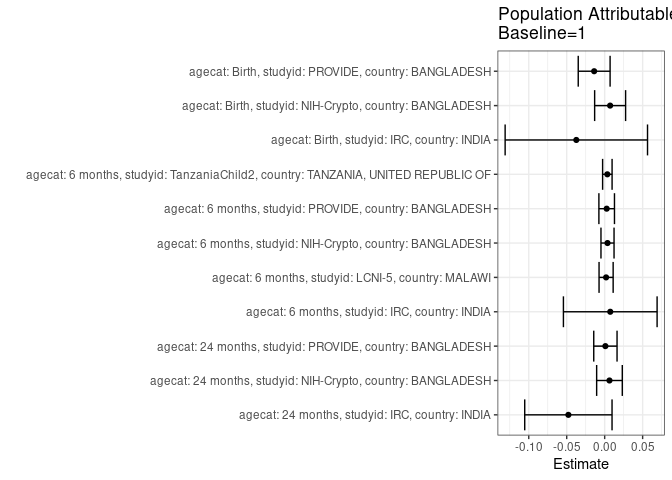 Population Attributable
Baseline=1
agecat: Birth, studyid: PROVIDE, country: BANGLADESH
agecat: Birth, studyid: NIH-Crypto, country: BANGLADESH
agecat: Birth, studyid: IRC, country: INDIA
agecat: 6 months, studyid: TanzaniaChild2, country: TANZANIA, UNITED REPUBLIC OF
agecat: 6 months, studyid: PROVIDE, country: BANGLADESH
agecat: 6 months, studyid: NIH-Crypto, country: BANGLADESH
agecat: 6 months, studyid: LCNI-5, country: MALAWI
agecat: 6 months, studyid: IRC, country: INDIA
agecat: 24 months, studyid: PROVIDE, country: BANGLADESH
agecat: 24 months, studyid: NIH-Crypto, country: BANGLADESH
agecat: 24 months, studyid: IRC, country: INDIA
-0.10 -0.05 0.00 0.05
Estimate